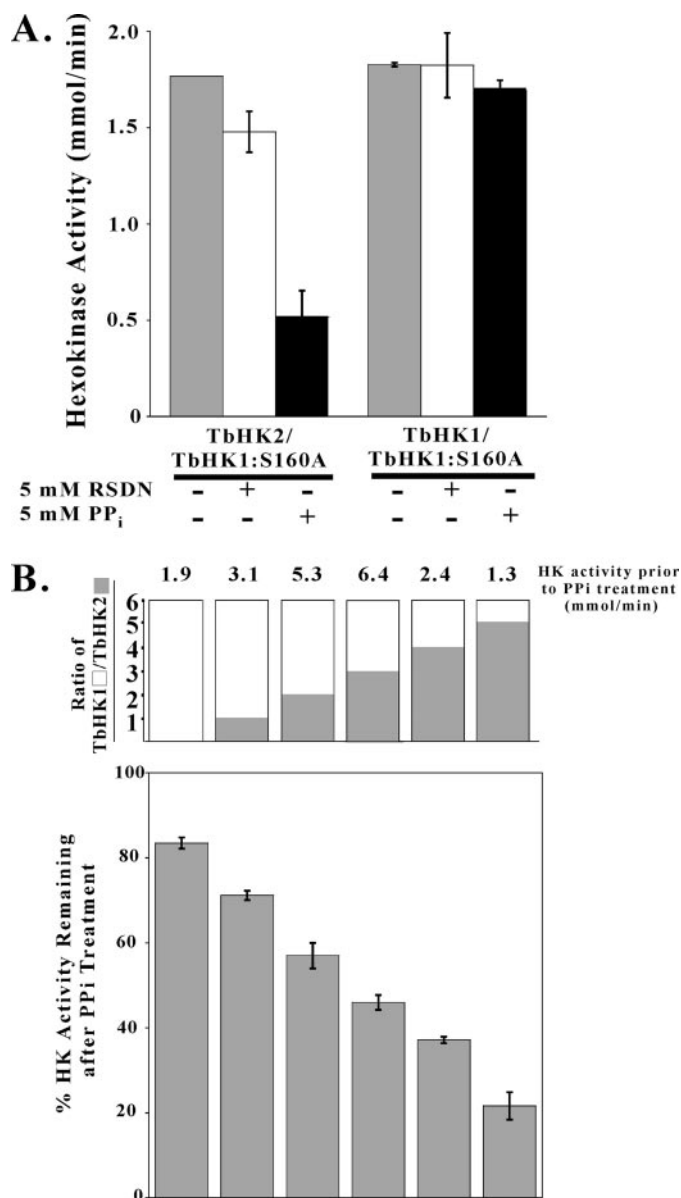 A.
Hexokinase Activity (mmol/min)
2.0
1.5
1.0
0.5
0
TbHK2/ TbHK1/
TbHK1:S160A TbHK1:S160A
5 mM RSDN - + - - + -
5 mM PPi - - + - - +
B.
1.9 3.1 5.3 6.4 2.4 1.3
HK activity prior
to PPi treatment
(mmol/min)
Ratio of
TbHK1□/TbHK2
6
5
4
3
2
1
% HK Activity Remaining
after PPi Treatment
100
80
60
40
20
0